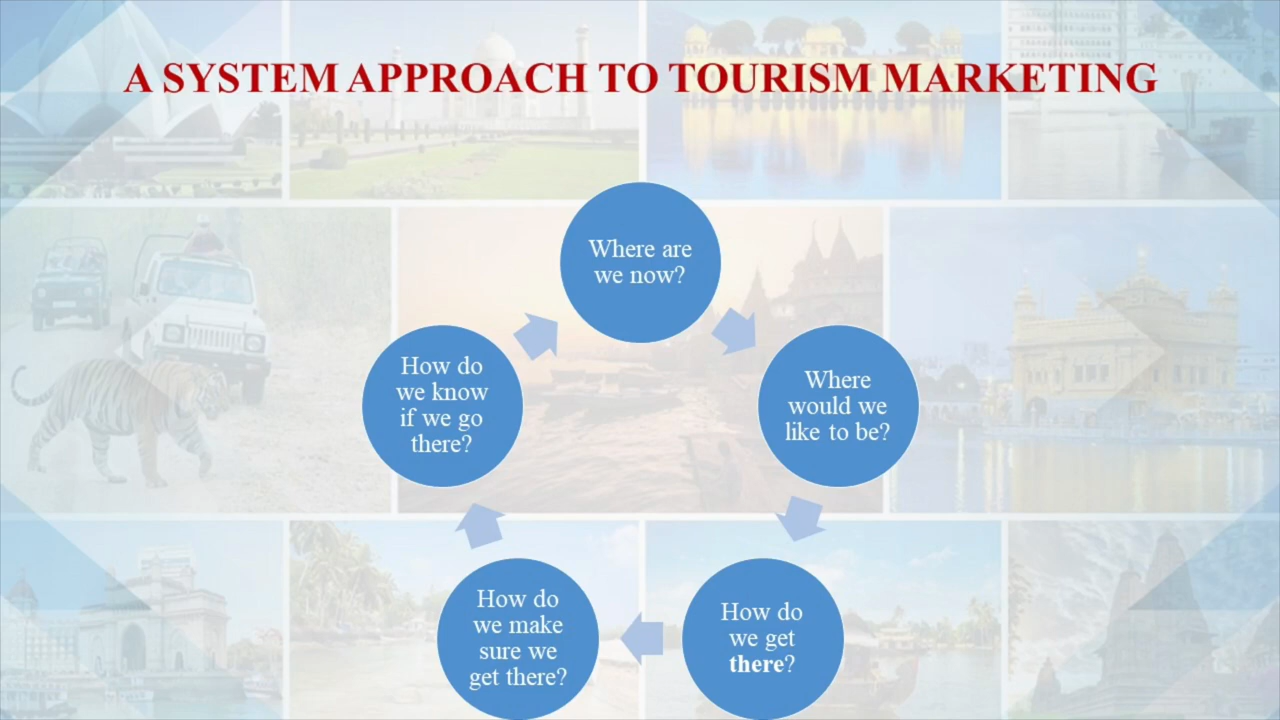 A SYSTEM APPROACH TO TOURISM MARKETING
Where are
we now?
Where
would we
like to be?
How do
we get
there?
How do
we make
sure we
get there?
How do
we know
if we go
there?